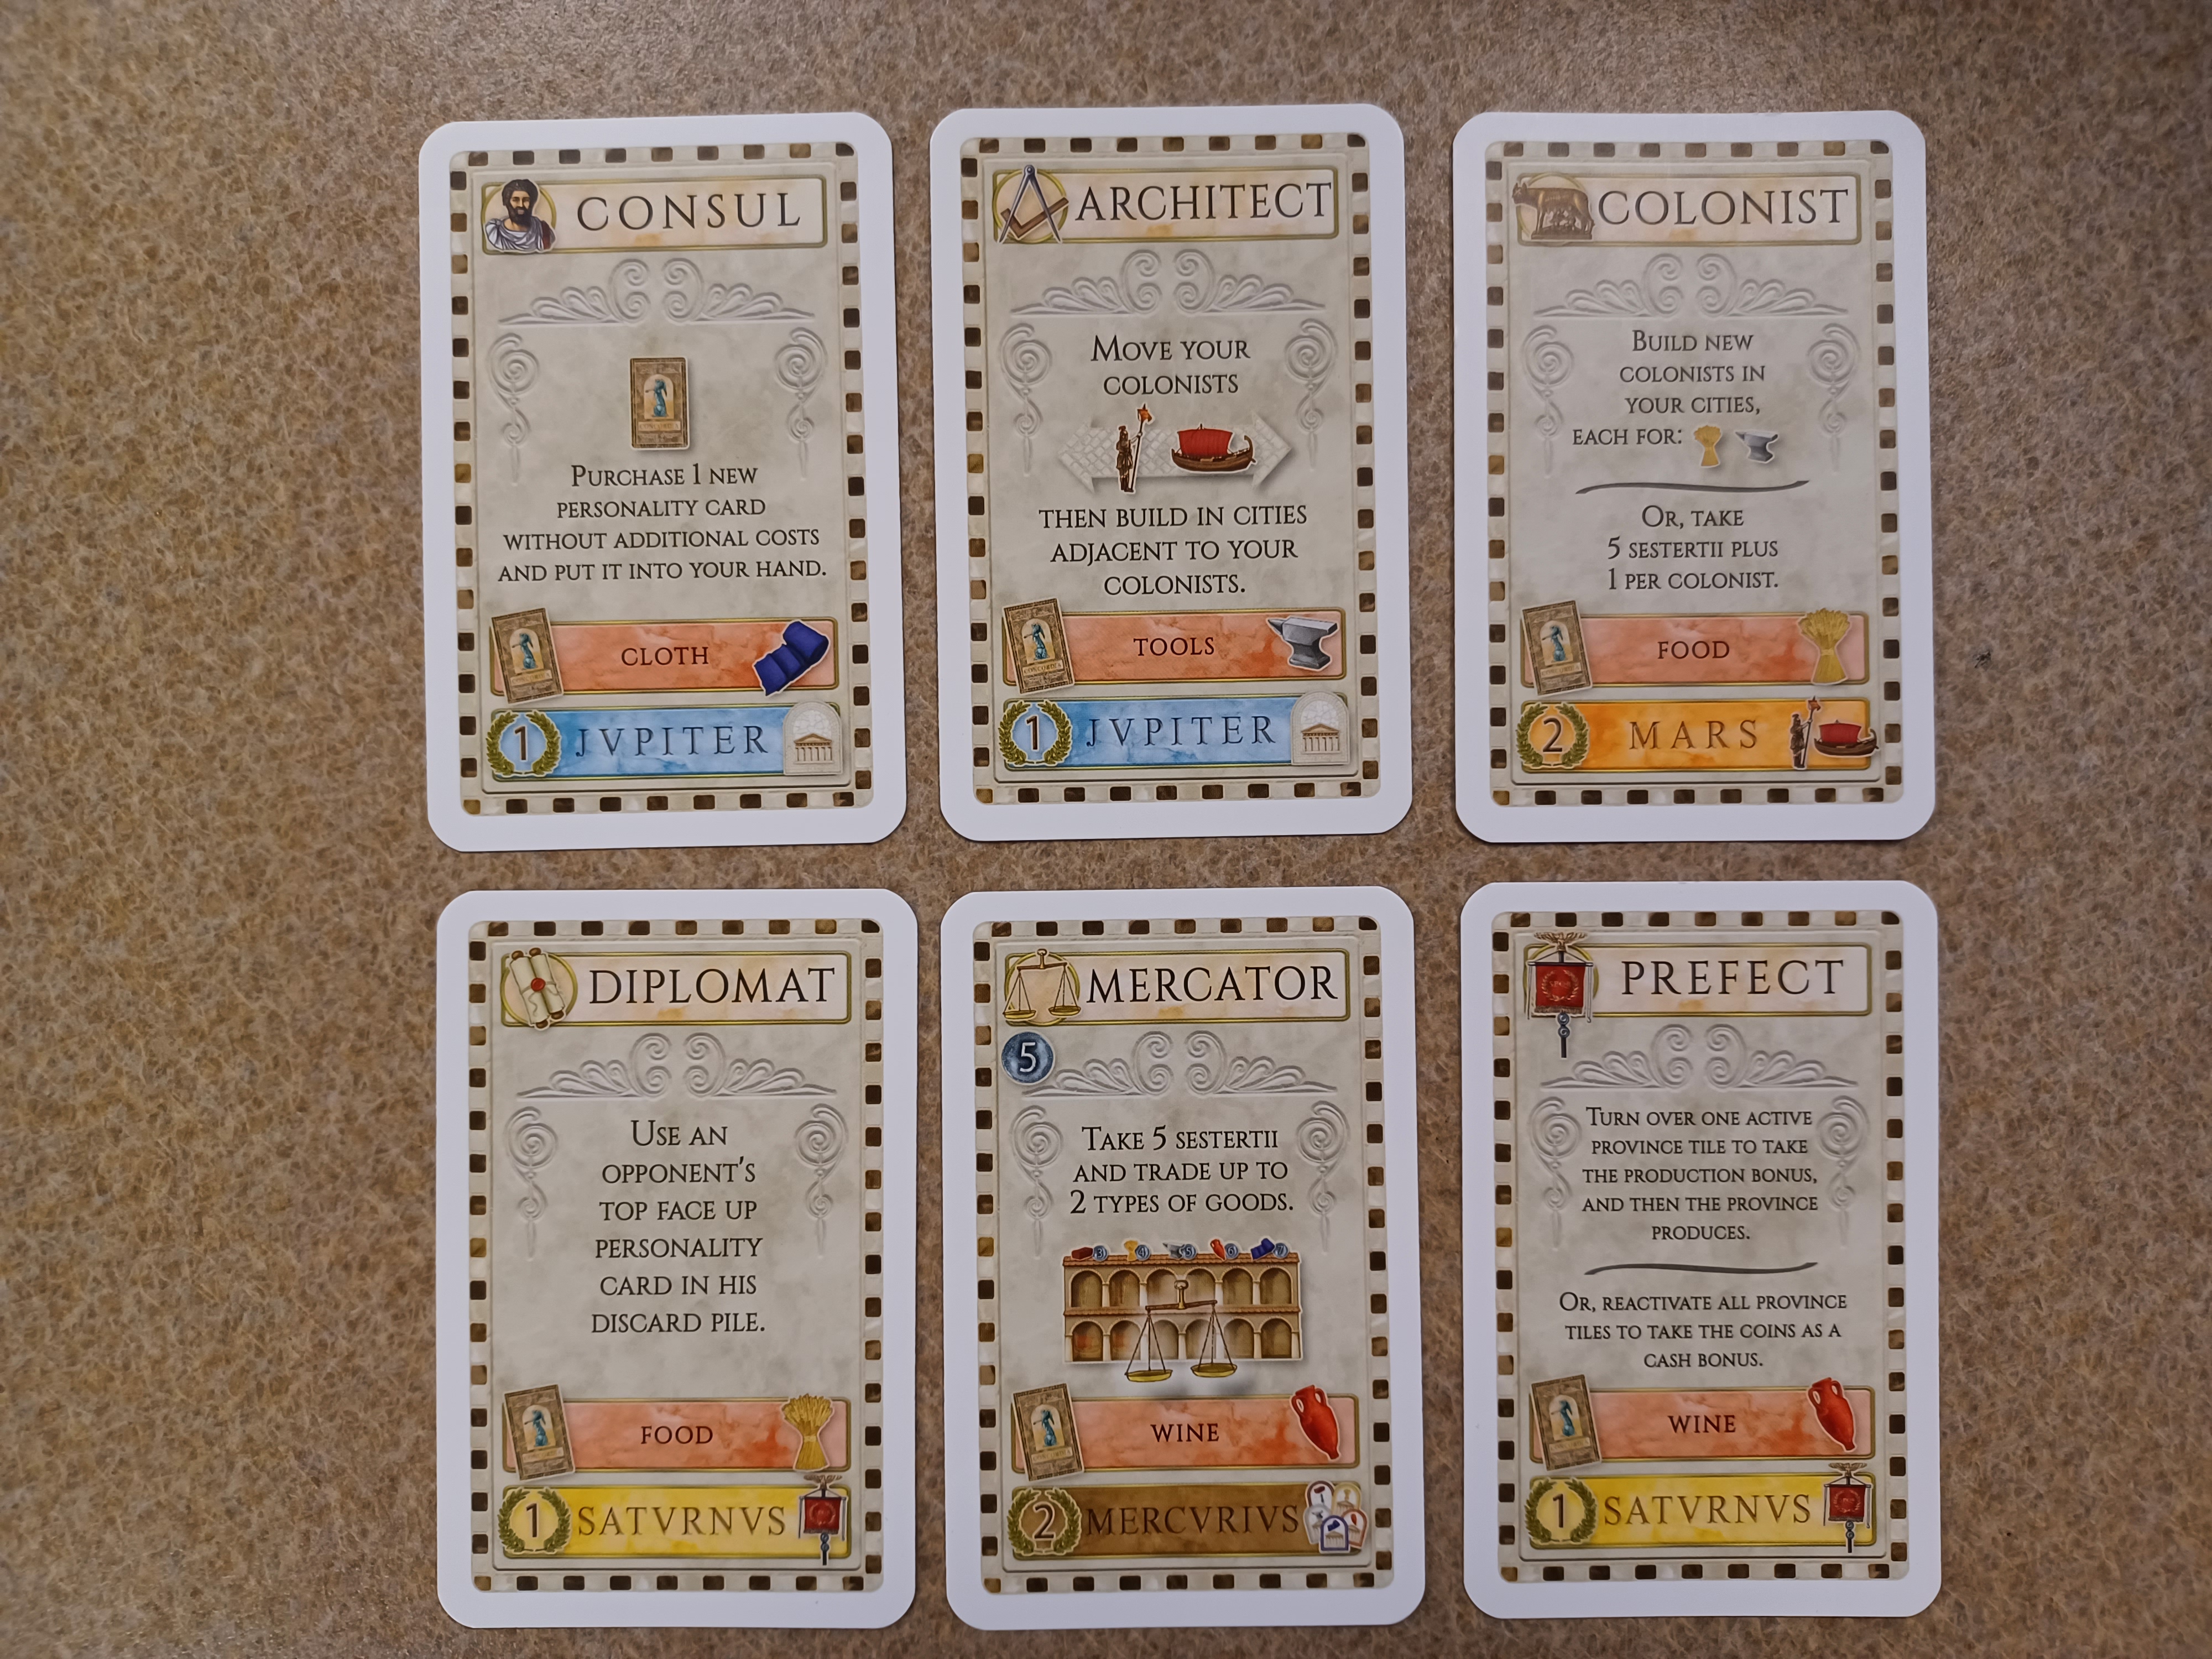 CONSUL
PURCHASE 1 NEW
PERSONALITY CARD
WITHOUT ADDITIONAL COSTS
AND PUT IT INTO YOUR HAND.
CLOTH
1 JVPITER
ARCHITECT
MOVE YOUR
COLONISTS
THEN BUILD IN CITIES
ADJACENT TO YOUR
COLONISTS.
TOOLS
1 JVPITER
COLONIST
BUILD NEW
COLONISTS IN
YOUR CITIES,
EACH FOR:
OR, TAKE
5 SESTERTII PLUS
1 PER COLONIST.
FOOD
2 MARS
DIPLOMAT
USE AN
OPPONENT'S
TOP FACE UP
PERSONALITY
CARD IN HIS
DISCARD PILE.
FOOD
1 SATVRNVS
MERCATOR
5
TAKE 5 SESTERTII
AND TRADE UP TO
2 TYPES OF GOODS.
WINE
2 MERCVRIVS
PREFECT
TURN OVER ONE ACTIVE
PROVINCE TILE TO TAKE
THE PRODUCTION BONUS,
AND THEN THE PROVINCE
PRODUCES.
OR, REACTIVATE ALL PROVINCE
TILES TO TAKE THE COINS AS A
CASH BONUS.
WINE
1 SATVRNVS